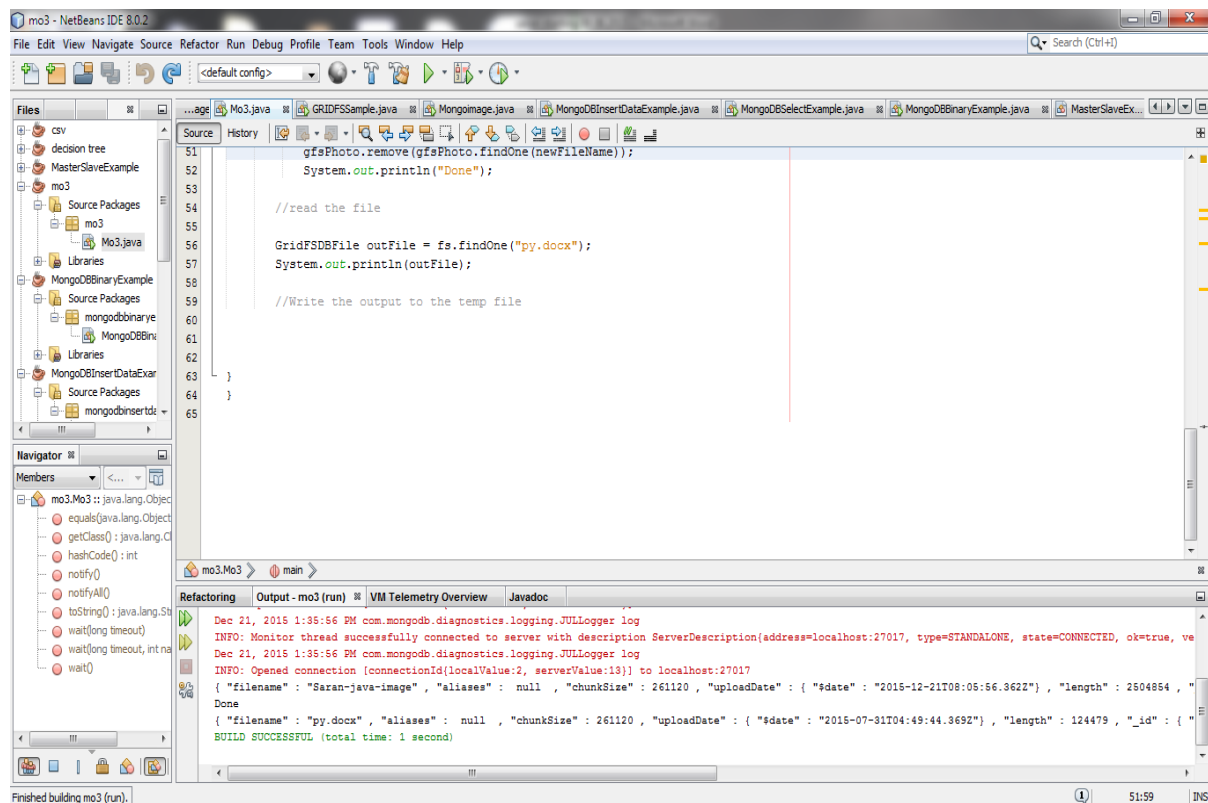 mo3 - NetBeans IDE 8.0.2
File Edit View Navigate Source Refactor Run Debug Profile Team Tools Window Help
Search (Ctrl+I)
<default config>
Files
...age Mo3.java GRIDFSSample.java Mongoimage.java MongoDBInsertDataExample.java MongoDBSelectExample.java MongoDBBinaryExample.java MasterSlaveEx...
Source History
csv
decision tree
MasterSlaveExample
mo3
Source Packages
mo3
Mo3.java
Libraries
MongoDBBinaryExample
Source Packages
mongodbbinarye
MongoDBBina
Libraries
MongoDBInsertDataExar
Source Packages
mongodbinsertda
51 gfsPhoto.remove(gfsPhoto.findOne(newFileName));
52 System.out.println("Done");
53
54 //read the file
55
56 GridFSDBFile outFile = fs.findOne("py.docx");
57 System.out.println(outFile);
58
59 //Write the output to the temp file
60
61
62
63 }
64 }
65
mo3.Mo3 main
Navigator
Members <...
mo3.Mo3 :: java.lang.Objec
equals(java.lang.Object
getClass() : java.lang.Cl
hashCode() : int
notify()
notifyAll()
toString() : java.lang.St
wait(long timeout)
wait(long timeout, int na
wait()
Refactoring Output - mo3 (run) VM Telemetry Overview Javadoc
Dec 21, 2015 1:35:56 PM com.mongodb.diagnostics.logging.JULLogger log
INFO: Monitor thread successfully connected to server with description ServerDescription{address=localhost:27017, type=STANDALONE, state=CONNECTED, ok=true, ve
Dec 21, 2015 1:35:56 PM com.mongodb.diagnostics.logging.JULLogger log
INFO: Opened connection [connectionId{localValue:2, serverValue:13}] to localhost:27017
{ "filename" : "Saran-java-image" , "aliases" : null , "chunkSize" : 261120 , "uploadDate" : { "$date" : "2015-12-21T08:05:56.362Z"} , "length" : 2504854 , "
Done
{ "filename" : "py.docx" , "aliases" : null , "chunkSize" : 261120 , "uploadDate" : { "$date" : "2015-07-31T04:49:44.369Z"} , "length" : 124479 , "_id" : { "
BUILD SUCCESSFUL (total time: 1 second)
Finished building mo3 (run).
1 51:59 INS